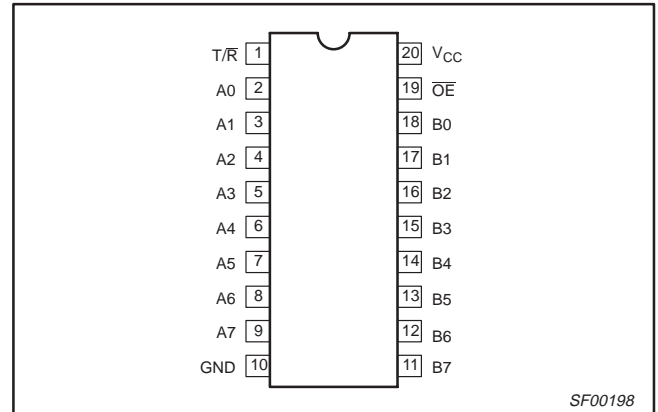 T/R̅ 1 20 VCC
A0 2 19 O̅E̅
A1 3 18 B0
A2 4 17 B1
A3 5 16 B2
A4 6 15 B3
A5 7 14 B4
A6 8 13 B5
A7 9 12 B6
GND 10 11 B7
SF00198